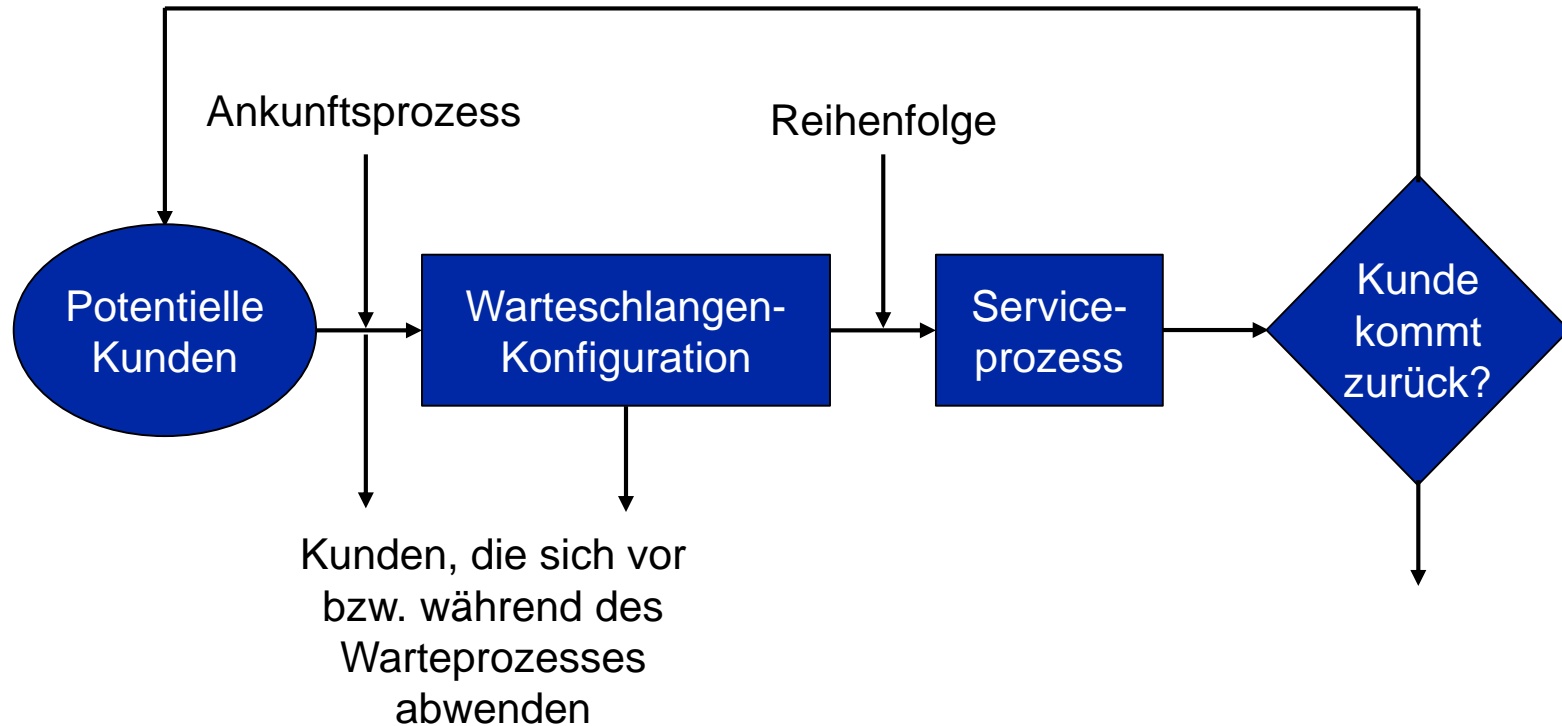 Ankunftsprozess
Reihenfolge
Potentielle
Kunden
Warteschlangen-
Konfiguration
Service-
prozess
Kunde
kommt
zurück?
Kunden, die sich vor
bzw. während des
Warteprozesses
abwenden